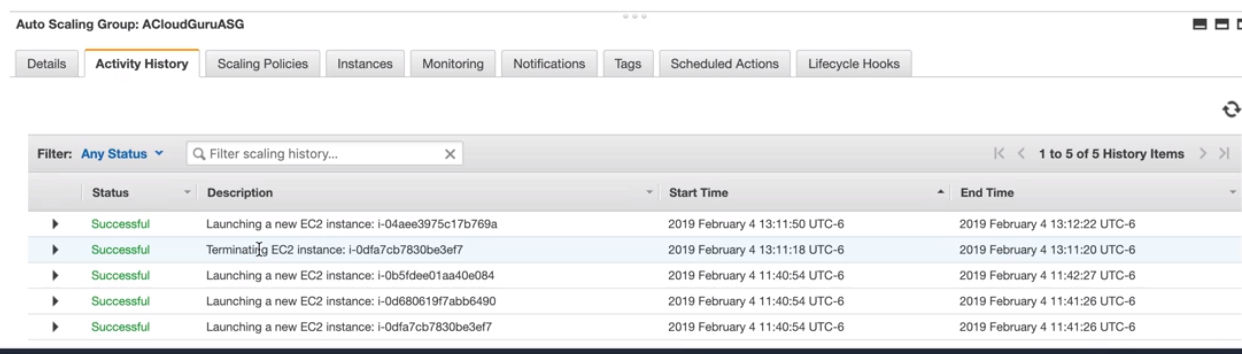 Auto Scaling Group: ACloudGuruASG
Details Activity History Scaling Policies Instances Monitoring Notifications Tags Scheduled Actions Lifecycle Hooks
Filter: Any Status Filter scaling history... 1 to 5 of 5 History Items
Status Description Start Time End Time
Successful Launching a new EC2 instance: i-04aee3975c17b769a 2019 February 4 13:11:50 UTC-6 2019 February 4 13:12:22 UTC-6
Successful Terminating EC2 instance: i-0dfa7cb7830be3ef7 2019 February 4 13:11:18 UTC-6 2019 February 4 13:11:20 UTC-6
Successful Launching a new EC2 instance: i-0b5fdee01aa40e084 2019 February 4 11:40:54 UTC-6 2019 February 4 11:42:27 UTC-6
Successful Launching a new EC2 instance: i-0d680619f7abb6490 2019 February 4 11:40:54 UTC-6 2019 February 4 11:41:26 UTC-6
Successful Launching a new EC2 instance: i-0dfa7cb7830be3ef7 2019 February 4 11:40:54 UTC-6 2019 February 4 11:41:26 UTC-6